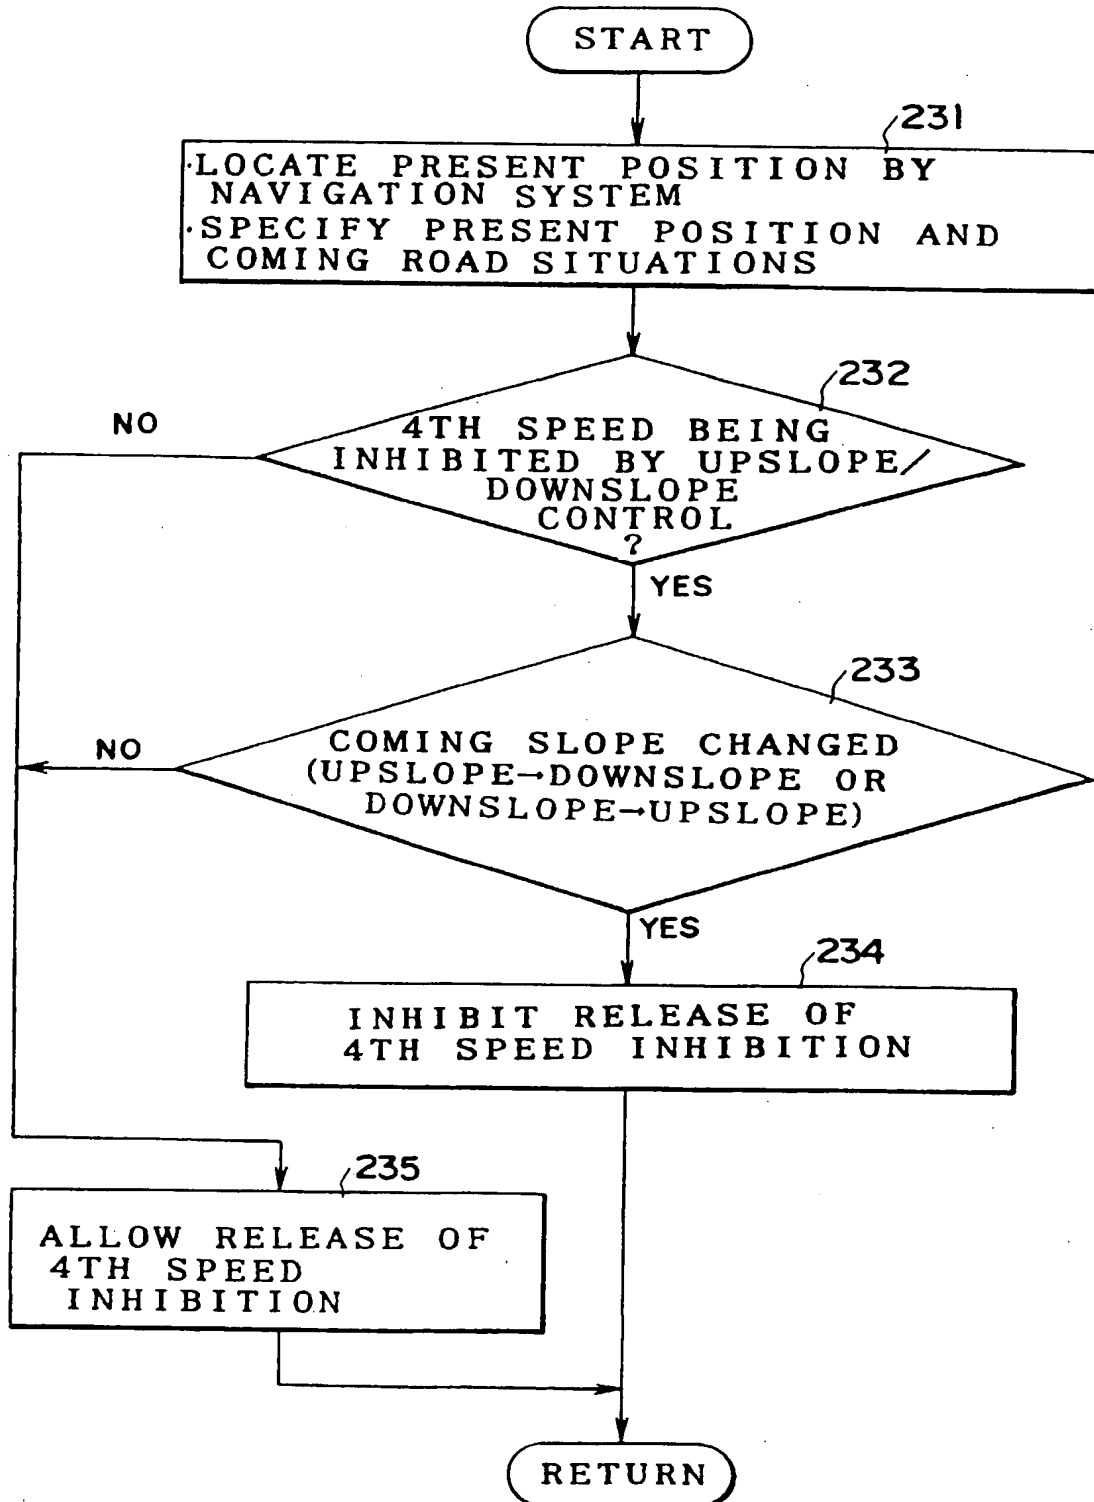 START
231
·LOCATE PRESENT POSITION BY
NAVIGATION SYSTEM
·SPECIFY PRESENT POSITION AND
COMING ROAD SITUATIONS
232
NO
4TH SPEED BEING
INHIBITED BY UPSLOPE/
DOWNSLOPE
CONTROL
?
YES
233
NO
COMING SLOPE CHANGED
(UPSLOPE→DOWNSLOPE OR
DOWNSLOPE→UPSLOPE)
YES
234
INHIBIT RELEASE OF
4TH SPEED INHIBITION
235
ALLOW RELEASE OF
4TH SPEED
INHIBITION
RETURN